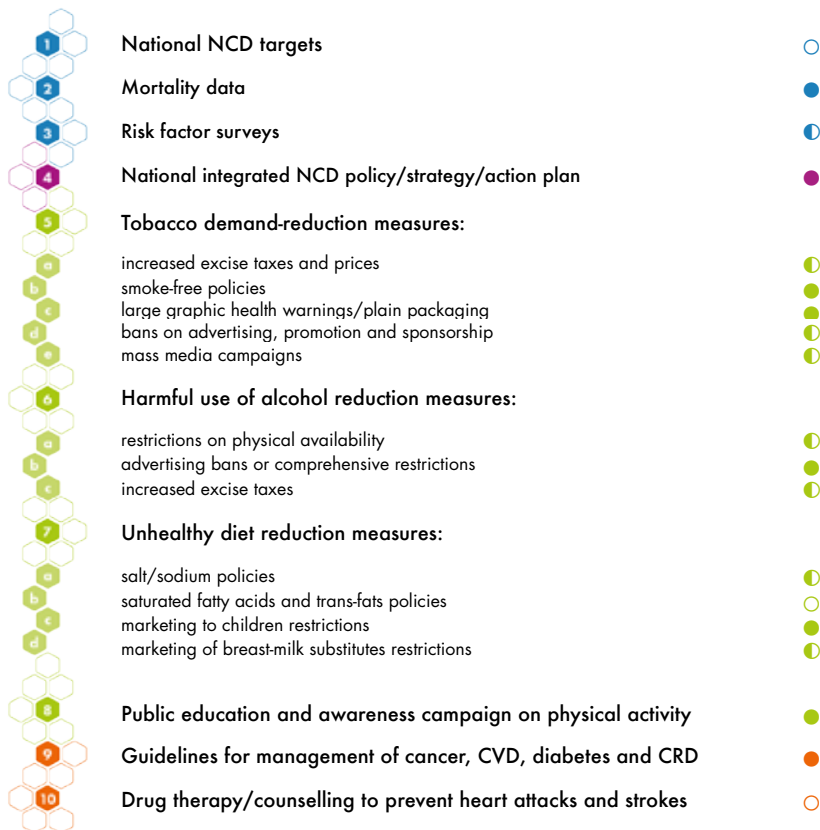 1 National NCD targets
2 Mortality data
3 Risk factor surveys
4 National integrated NCD policy/strategy/action plan
5 Tobacco demand-reduction measures:
a increased excise taxes and prices
b smoke-free policies
c large graphic health warnings/plain packaging
d bans on advertising, promotion and sponsorship
e mass media campaigns
6 Harmful use of alcohol reduction measures:
a restrictions on physical availability
b advertising bans or comprehensive restrictions
c increased excise taxes
7 Unhealthy diet reduction measures:
a salt/sodium policies
b saturated fatty acids and trans-fats policies
c marketing to children restrictions
d marketing of breast-milk substitutes restrictions
8 Public education and awareness campaign on physical activity
9 Guidelines for management of cancer, CVD, diabetes and CRD
10 Drug therapy/counselling to prevent heart attacks and strokes